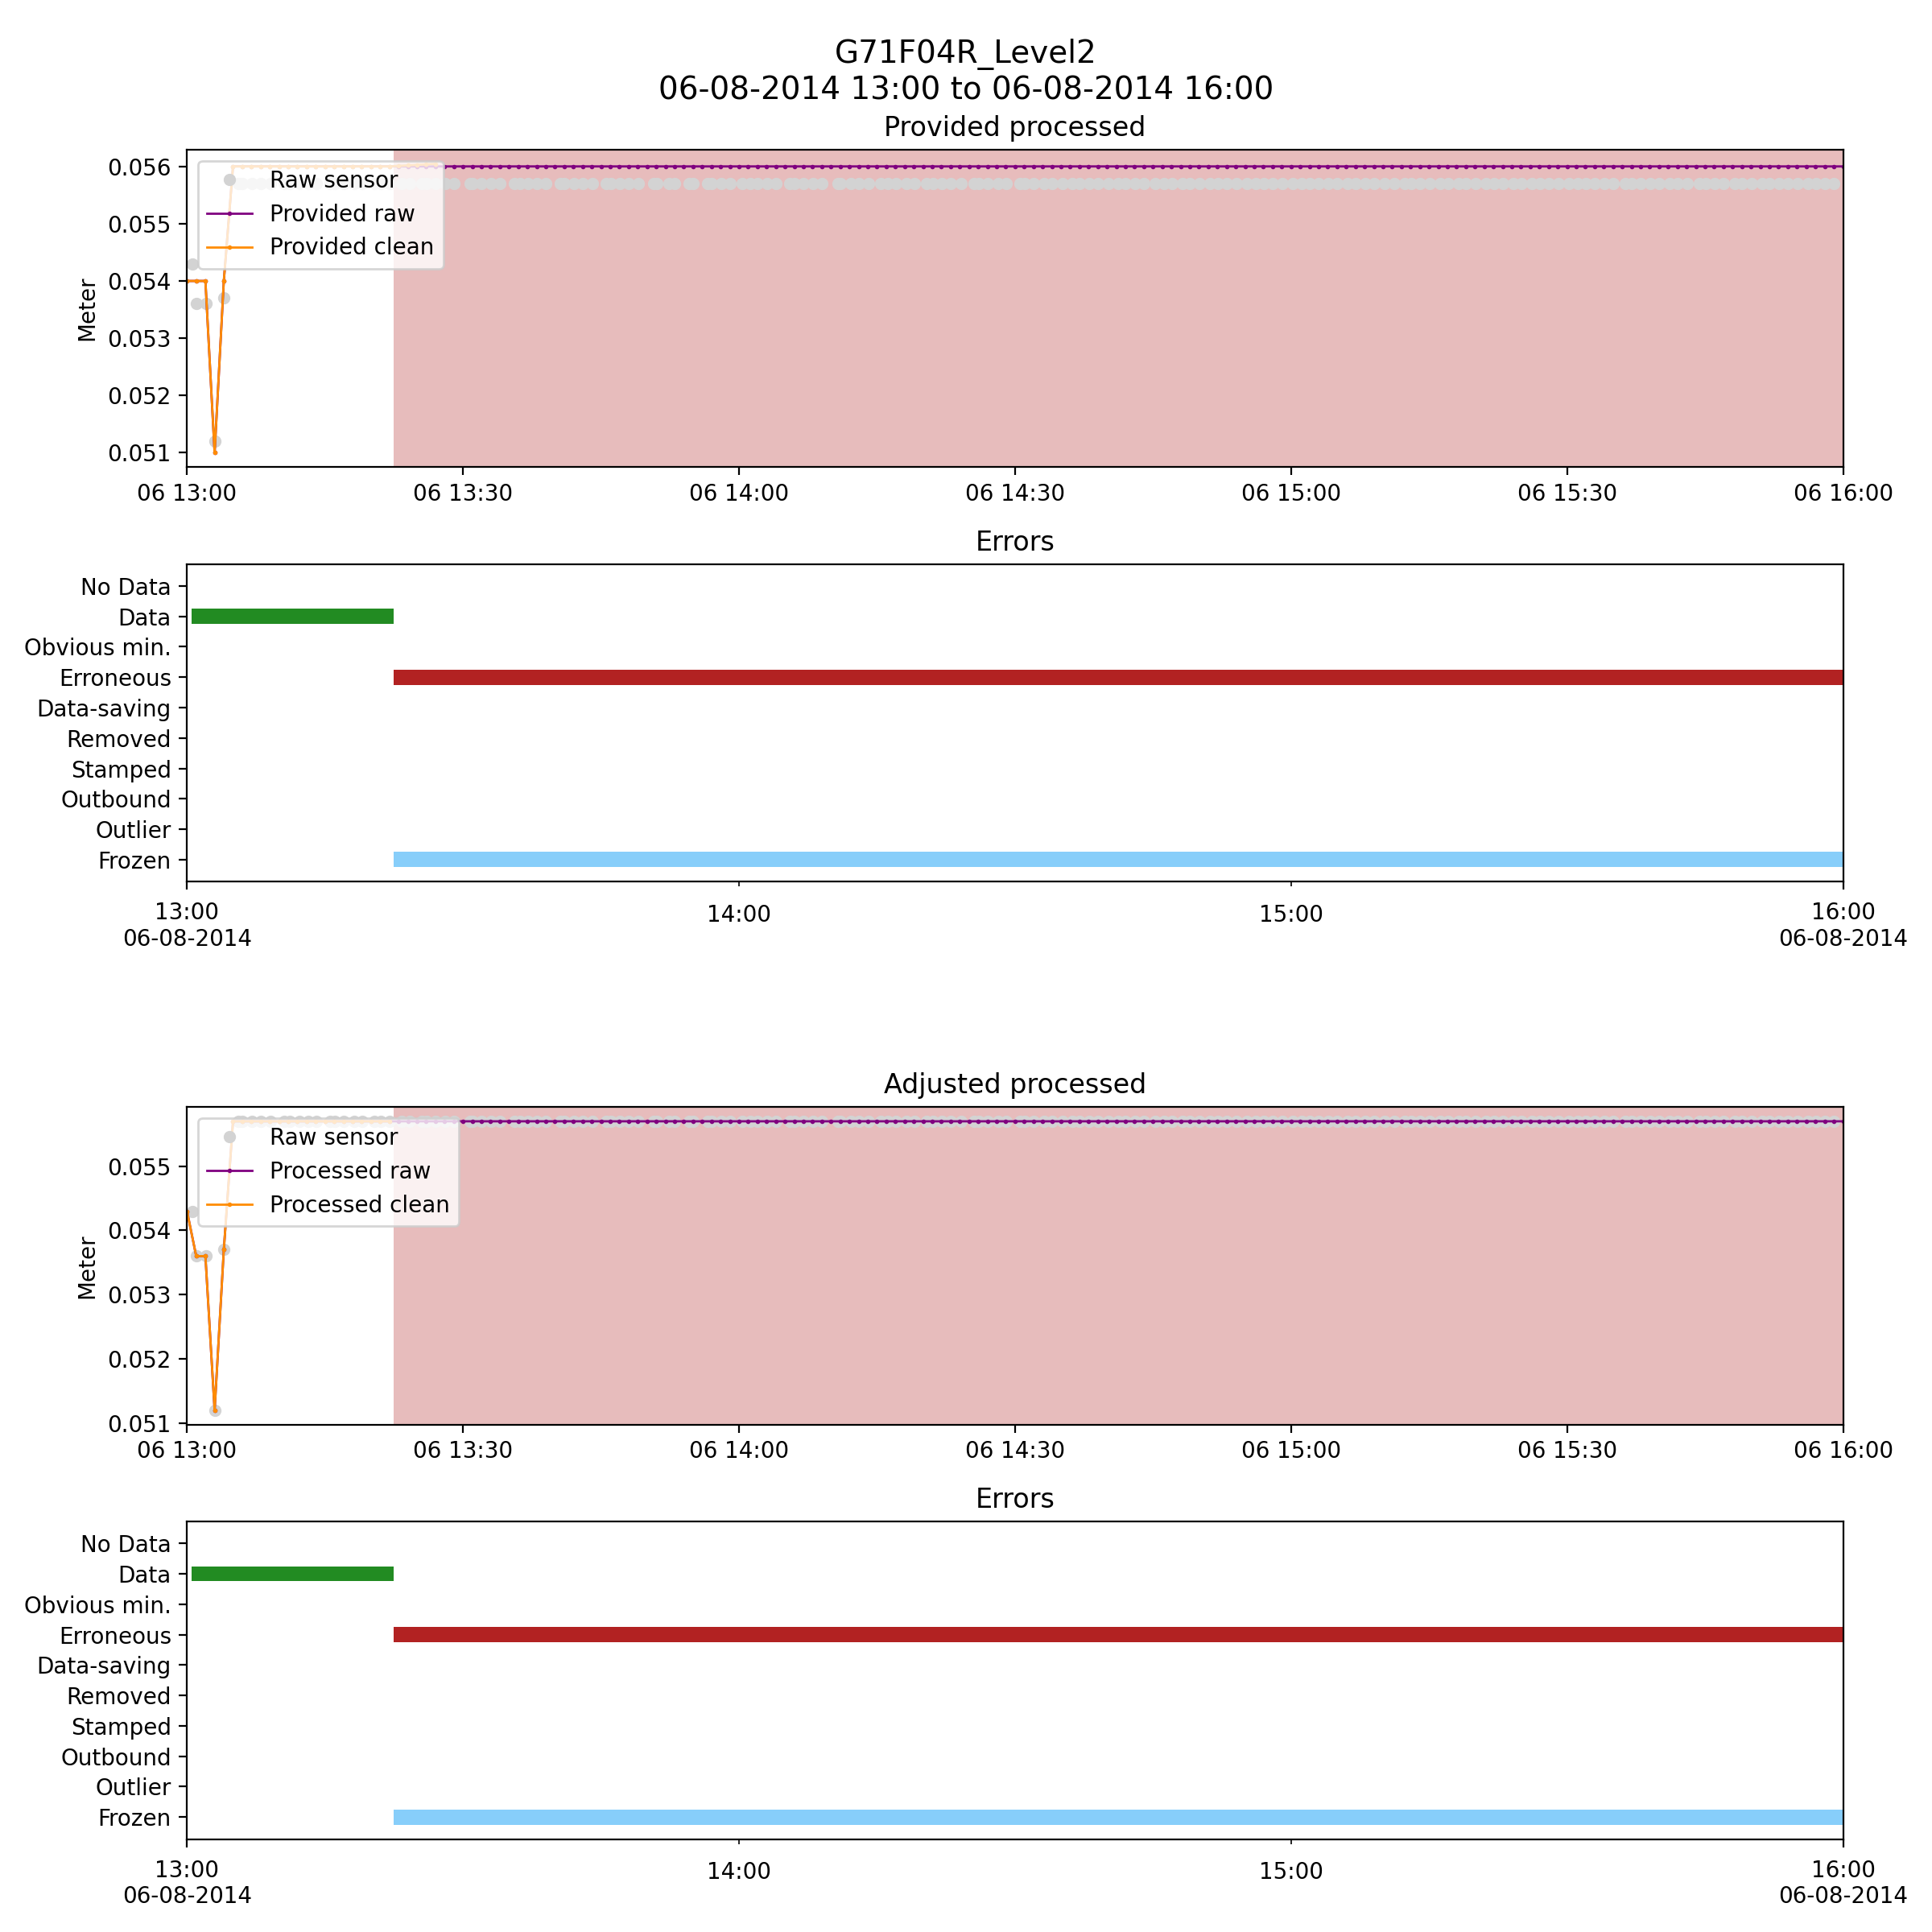 G71F04R_Level2
06-08-2014 13:00 to 06-08-2014 16:00
Provided processed
Raw sensor
Provided raw
Provided clean
Meter
0.056
0.055
0.054
0.053
0.052
0.051
06 13:00 06 13:30 06 14:00 06 14:30 06 15:00 06 15:30 06 16:00
Errors
No Data
Data
Obvious min.
Erroneous
Data-saving
Removed
Stamped
Outbound
Outlier
Frozen
13:00 14:00 15:00 16:00
06-08-2014 06-08-2014
Adjusted processed
Raw sensor
Processed raw
Processed clean
Meter
0.055
0.054
0.053
0.052
0.051
06 13:00 06 13:30 06 14:00 06 14:30 06 15:00 06 15:30 06 16:00
Errors
No Data
Data
Obvious min.
Erroneous
Data-saving
Removed
Stamped
Outbound
Outlier
Frozen
13:00 14:00 15:00 16:00
06-08-2014 06-08-2014